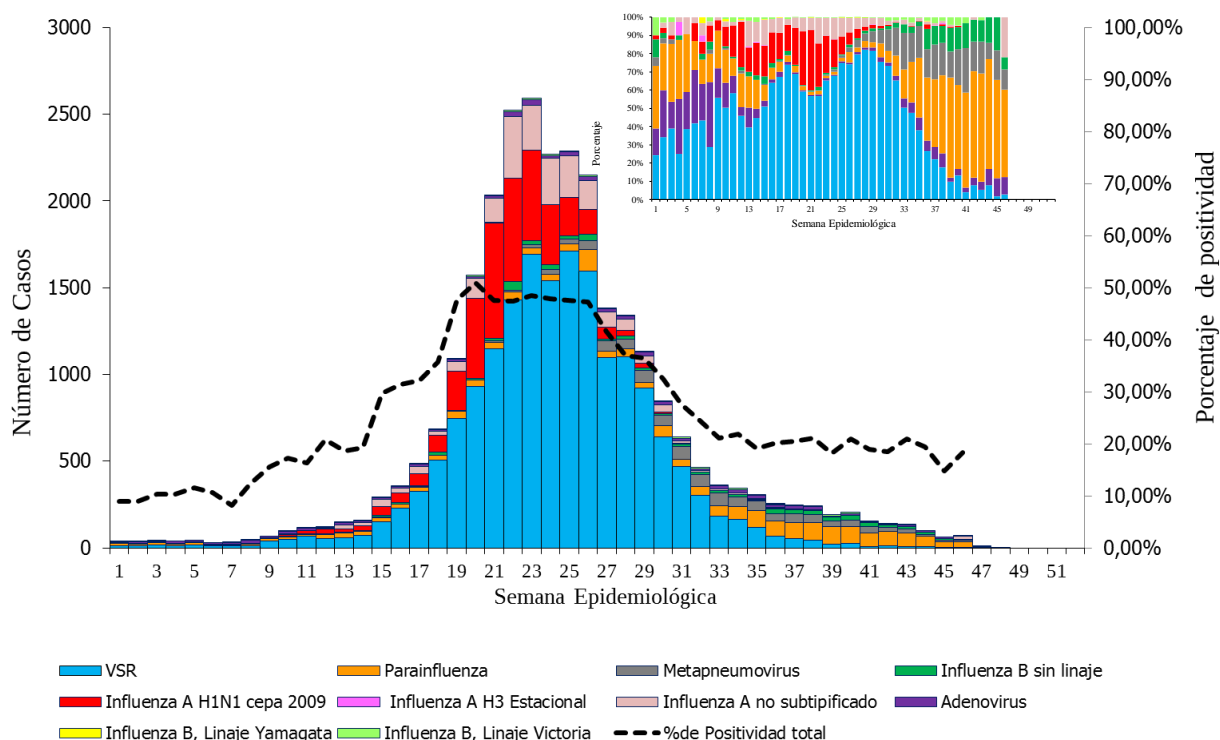 3000
2500
2000
1500
1000
500
0
Número de Casos
100,00%
90,00%
80,00%
70,00%
60,00%
50,00%
40,00%
30,00%
20,00%
10,00%
0,00%
Porcentaje de positividad
1 3 5 7 9 11 13 15 17 19 21 23 25 27 29 31 33 35 37 39 41 43 45 47 49 51
Semana Epidemiológica
100%
90%
80%
70%
60%
50%
40%
30%
20%
10%
0%
Porcentaje
1 5 9 13 17 21 25 29 33 37 41 45 49
Semana Epidemiológica
VSR Parainfluenza Metapneumovirus Influenza B sin linaje
Influenza A H1N1 cepa 2009 Influenza A H3 Estacional Influenza A no subtipificado Adenovirus
Influenza B, Linaje Yamagata Influenza B, Linaje Victoria %de Positividad total